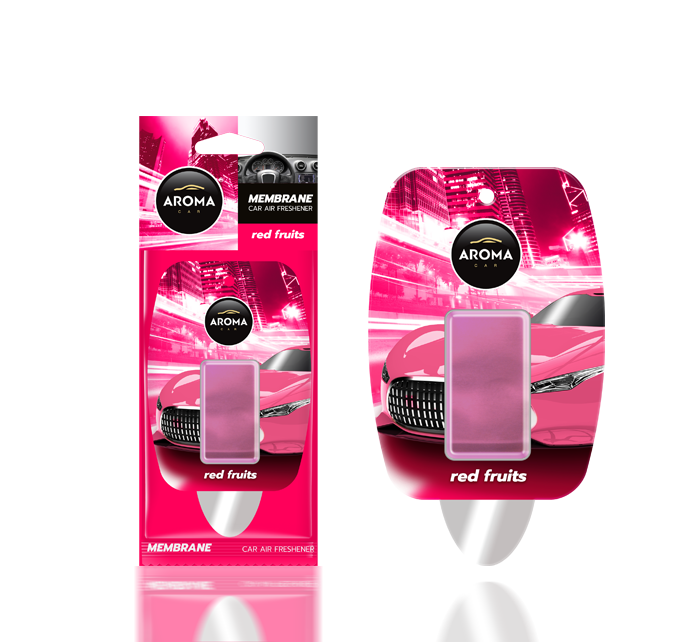 AROMA
CAR
MEMBRANE
CAR AIR FRESHENER
red fruits
AROMA
CAR
red fruits
MEMBRANE CAR AIR FRESHENER
AROMA
CAR
red fruits